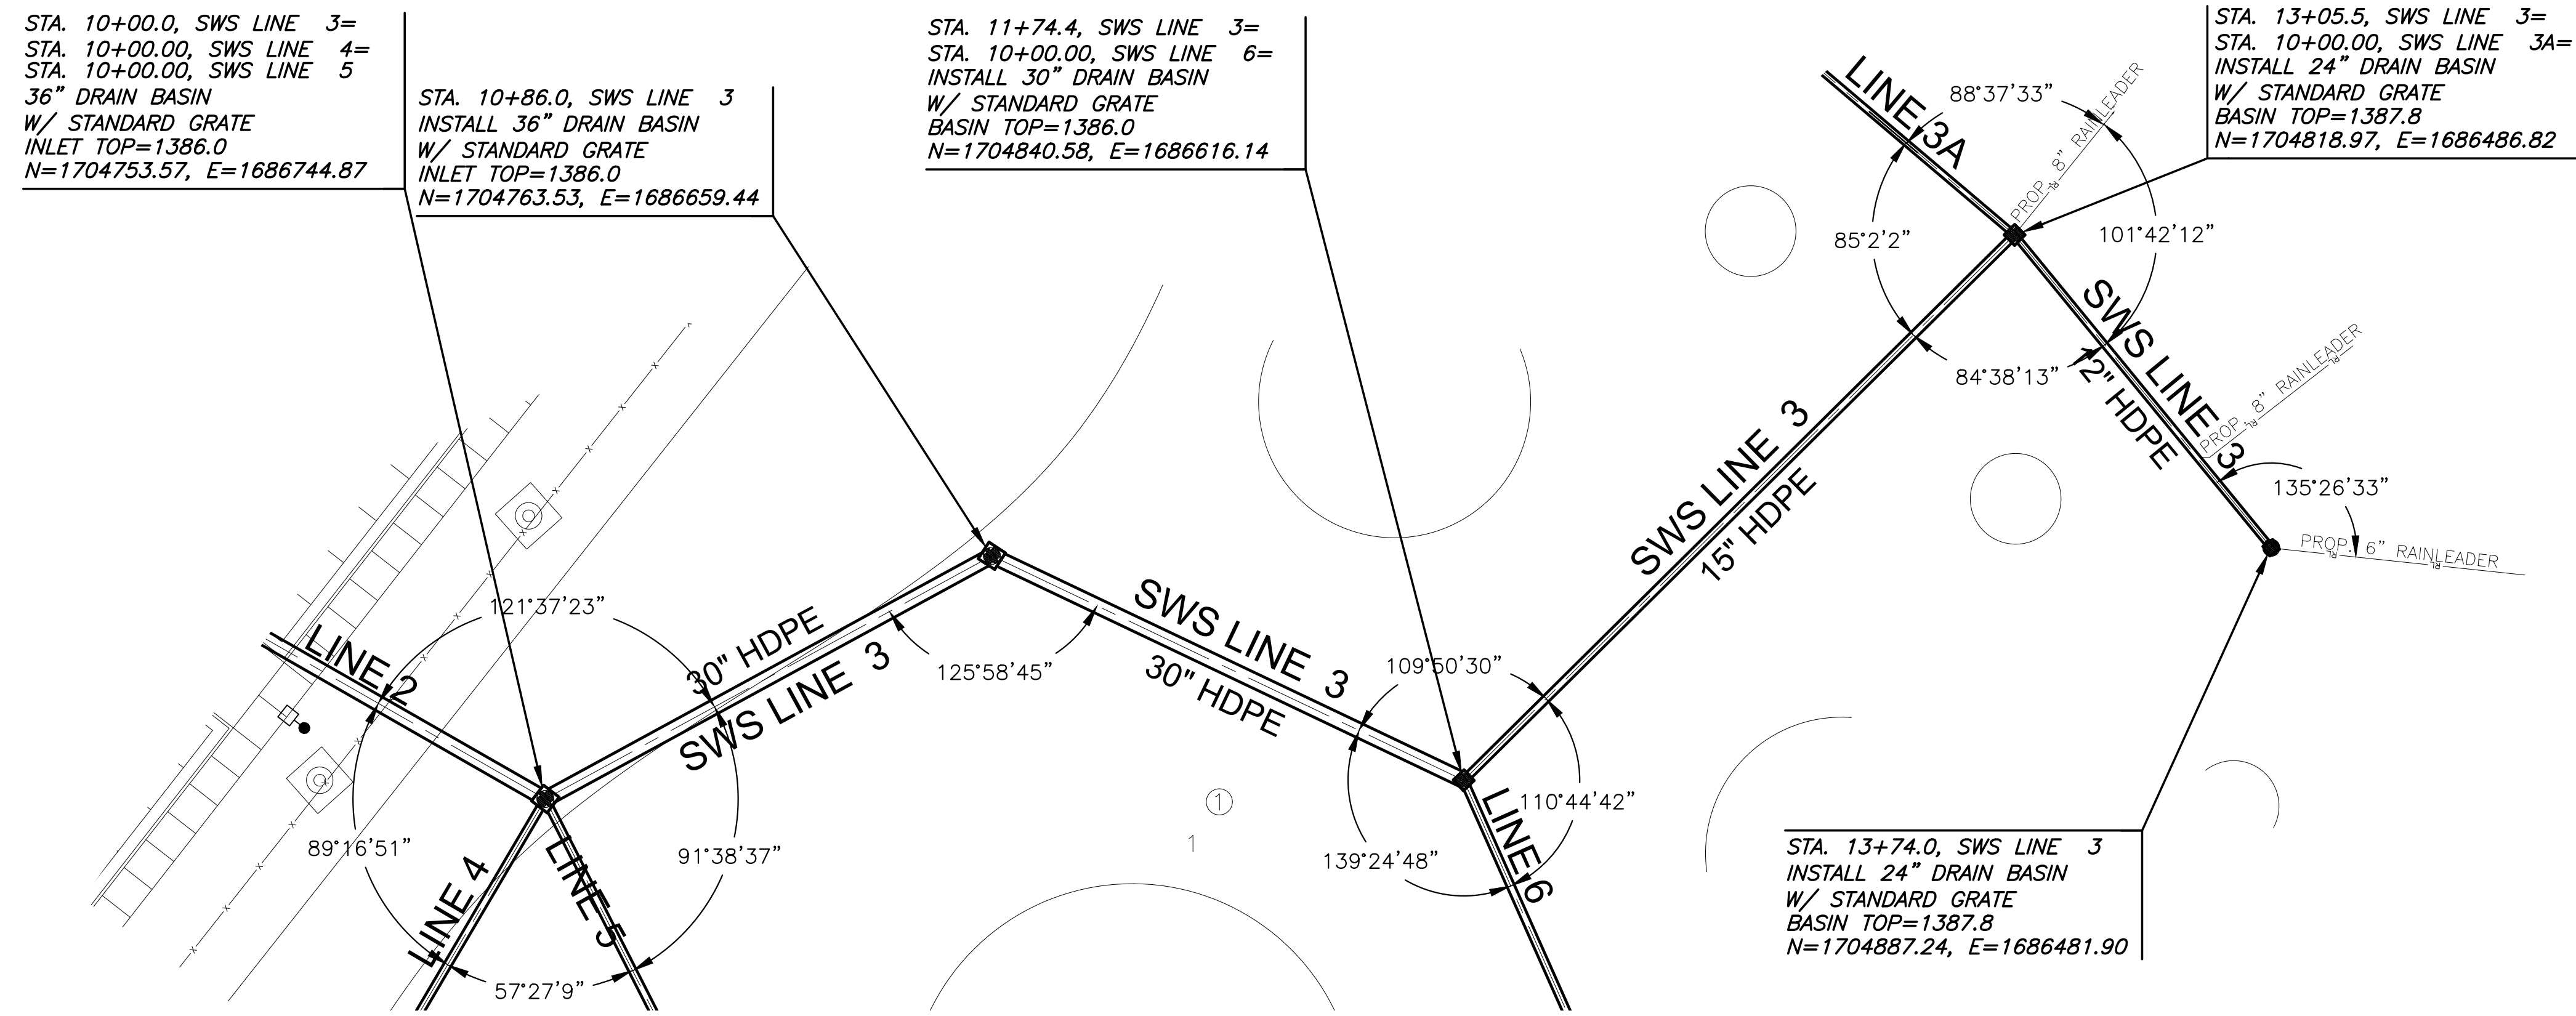 STA. 10+00.0, SWS LINE 3=
STA. 10+00.00, SWS LINE 4=
STA. 10+00.00, SWS LINE 5
36" DRAIN BASIN
W/ STANDARD GRATE
INLET TOP=1386.0
N=1704753.57, E=1686744.87
STA. 10+86.0, SWS LINE 3
INSTALL 36" DRAIN BASIN
W/ STANDARD GRATE
INLET TOP=1386.0
N=1704763.53, E=1686659.44
STA. 11+74.4, SWS LINE 3=
STA. 10+00.00, SWS LINE 6=
INSTALL 30" DRAIN BASIN
W/ STANDARD GRATE
BASIN TOP=1386.0
N=1704840.58, E=1686616.14
STA. 13+05.5, SWS LINE 3=
STA. 10+00.00, SWS LINE 3A=
INSTALL 24" DRAIN BASIN
W/ STANDARD GRATE
BASIN TOP=1387.8
N=1704818.97, E=1686486.82
LINE 3A
88°37'33"
PROP. 8" RAINLEADER
RL
85°2'2"
101°42'12"
84°38'13"
SWS LINE 3
12" HDPE
PROP. 8" RAINLEADER
RL
RL
135°26'33"
PROP. 6" RAINLEADER
RL
RL
SWS LINE 3
15" HDPE
121°37'23"
LINE 2
30" HDPE
SWS LINE 3
125°58'45"
SWS LINE 3
30" HDPE
109°50'30"
110°44'42"
139°24'48"
LINE 6
89°16'51"
91°38'37"
LINE 4
LINE 5
57°27'9"
1
1
STA. 13+74.0, SWS LINE 3
INSTALL 24" DRAIN BASIN
W/ STANDARD GRATE
BASIN TOP=1387.8
N=1704887.24, E=1686481.90